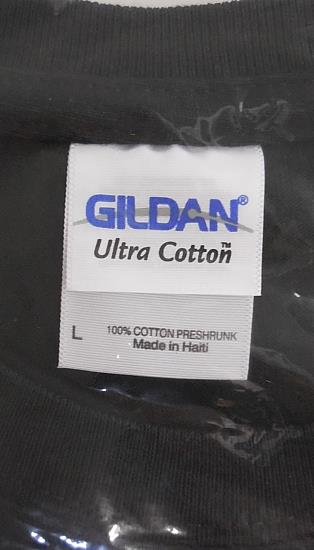 GILDAN®
Ultra Cotton™
L
100% COTTON PRESHRUNK
Made in Haiti